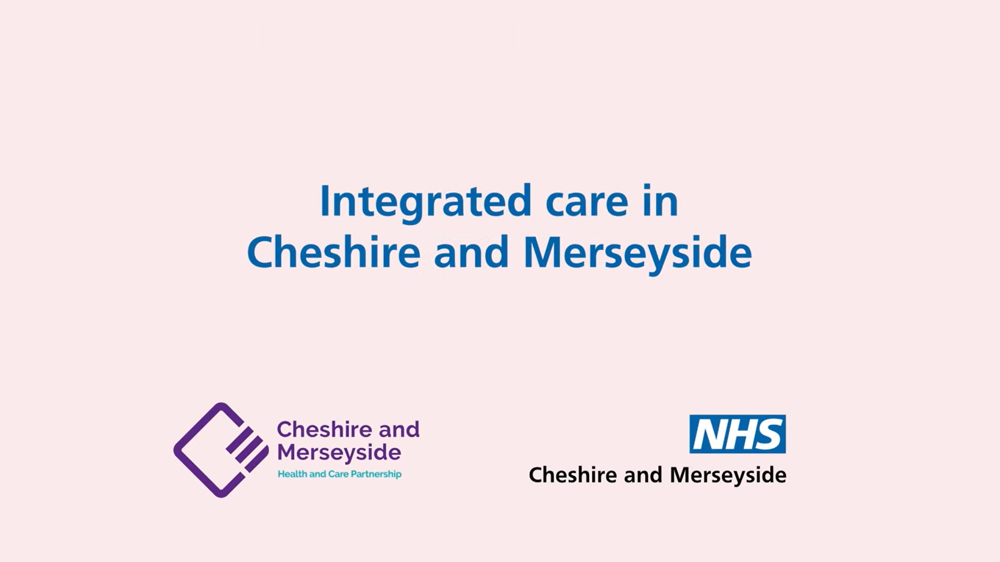 Integrated care in
Cheshire and Merseyside
Cheshire and
Merseyside
Health and Care Partnership
NHS
Cheshire and Merseyside